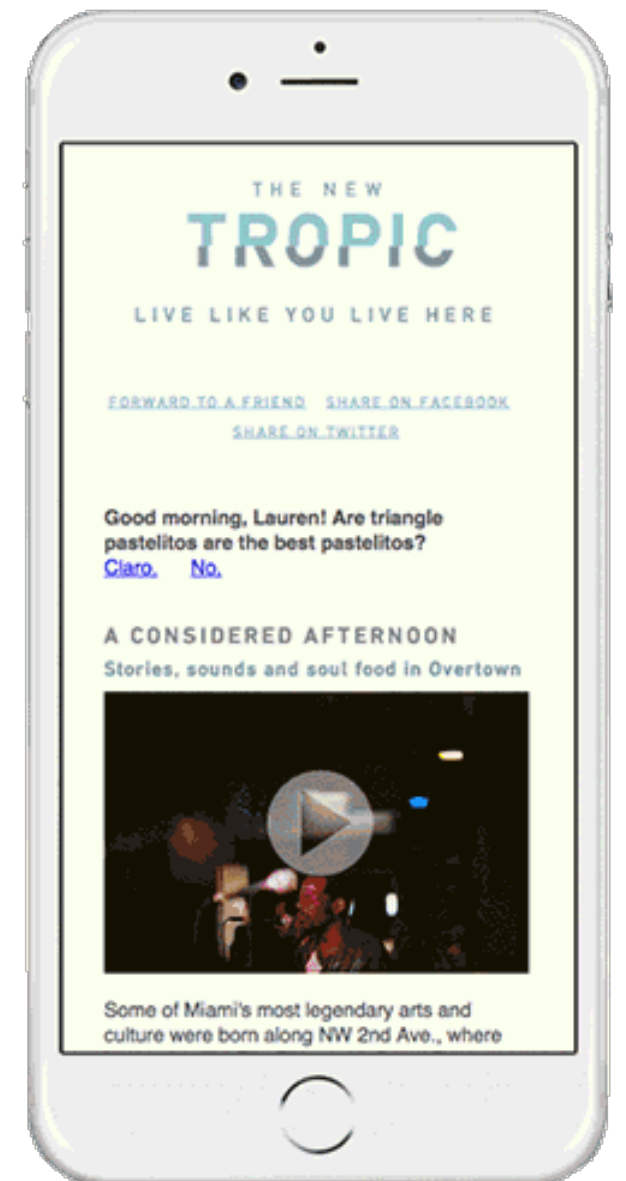 THE NEW
TROPIC
LIVE LIKE YOU LIVE HERE
FORWARD TO A FRIEND SHARE ON FACEBOOK
SHARE ON TWITTER
Good morning, Lauren! Are triangle
pastelitos are the best pastelitos?
Claro. No.
A CONSIDERED AFTERNOON
Stories, sounds and soul food in Overtown
Some of Miami's most legendary arts and
culture were born along NW 2nd Ave., where